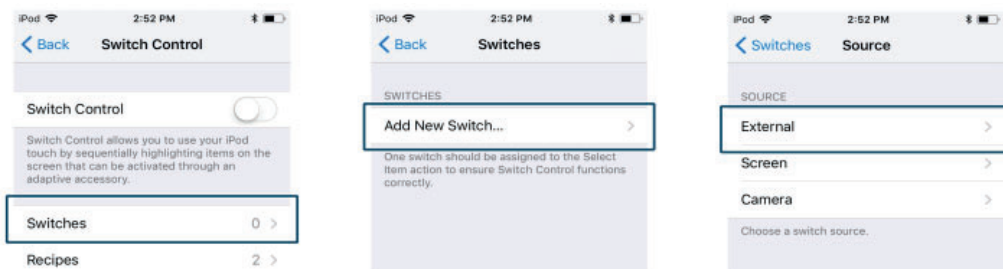 iPod 2:52 PM
Back Switch Control
Switch Control
Switch Control allows you to use your iPod
touch by sequentially highlighting items on the
screen that can be activated through an
adaptive accessory.
Switches 0
Recipes 2
iPod 2:52 PM
Back Switches
SWITCHES
Add New Switch...
One switch should be assigned to the Select
Item action to ensure Switch Control functions
correctly.
iPod 2:52 PM
Switches Source
SOURCE
External
Screen
Camera
Choose a switch source.